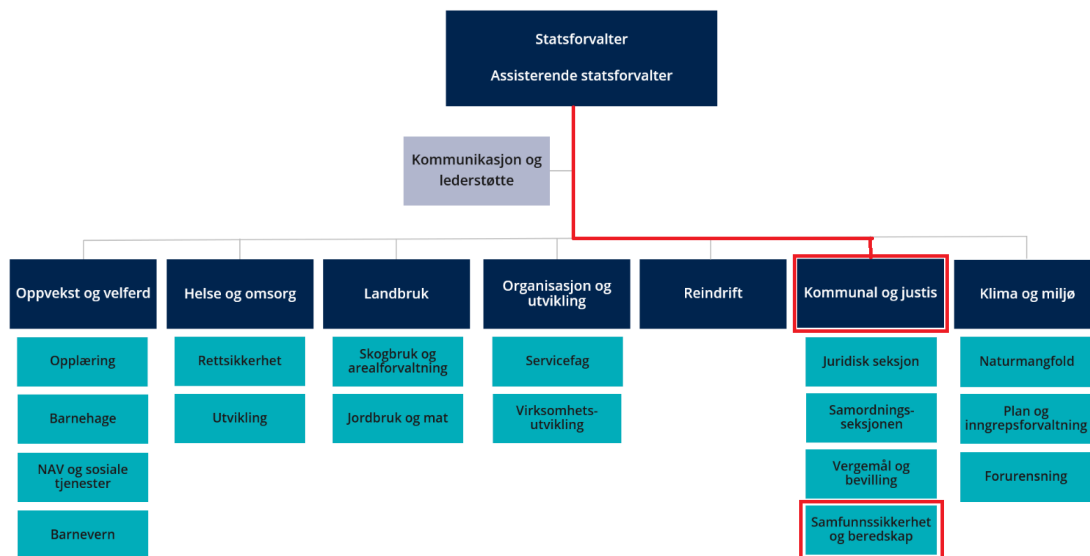 Statsforvalter
Assisterende statsforvalter
Kommunikasjon og
lederstøtte
Oppvekst og velferd
Helse og omsorg
Landbruk
Organisasjon og
utvikling
Reindrift
Kommunal og justis
Klima og miljø
Opplæring
Rettsikkerhet
Skogbruk og
arealforvaltning
Servicefag
Juridisk seksjon
Naturmangfold
Barnehage
Utvikling
Jordbruk og mat
Virksomhets-
utvikling
Samordnings-
seksjonen
Plan og
inngrepsforvaltning
NAV og sosiale
tjenester
Vergemål og
bevilling
Forurensning
Barnevern
Samfunnssikkerhet
og beredskap